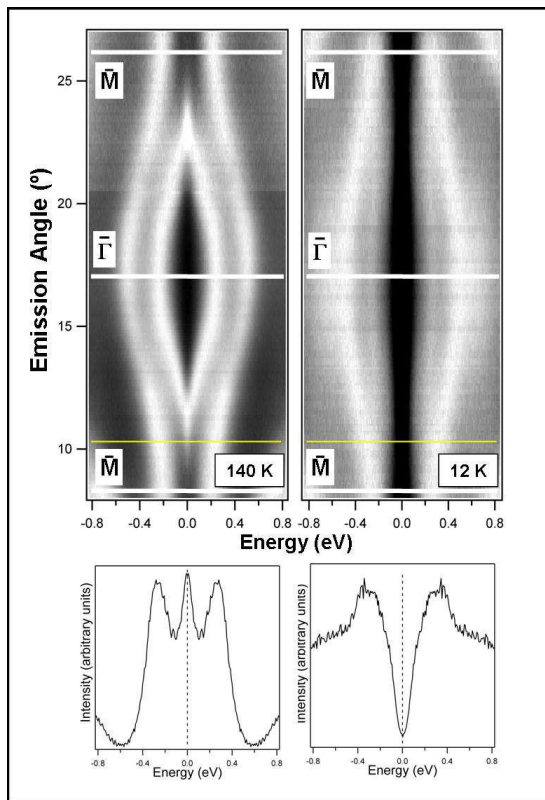 Emission Angle (º)
25
20
15
10
M̄
Γ̄
M̄
140 K
-0.8
-0.4
0.0
0.4
0.8
M̄
Γ̄
M̄
12 K
-0.8
-0.4
0.0
0.4
0.8
Energy (eV)
Intensity (arbitrary units)
-0.8
-0.4
0.0
0.4
0.8
Energy (eV)
Intensity (arbitrary units)
-0.8
-0.4
0.0
0.4
0.8
Energy (eV)